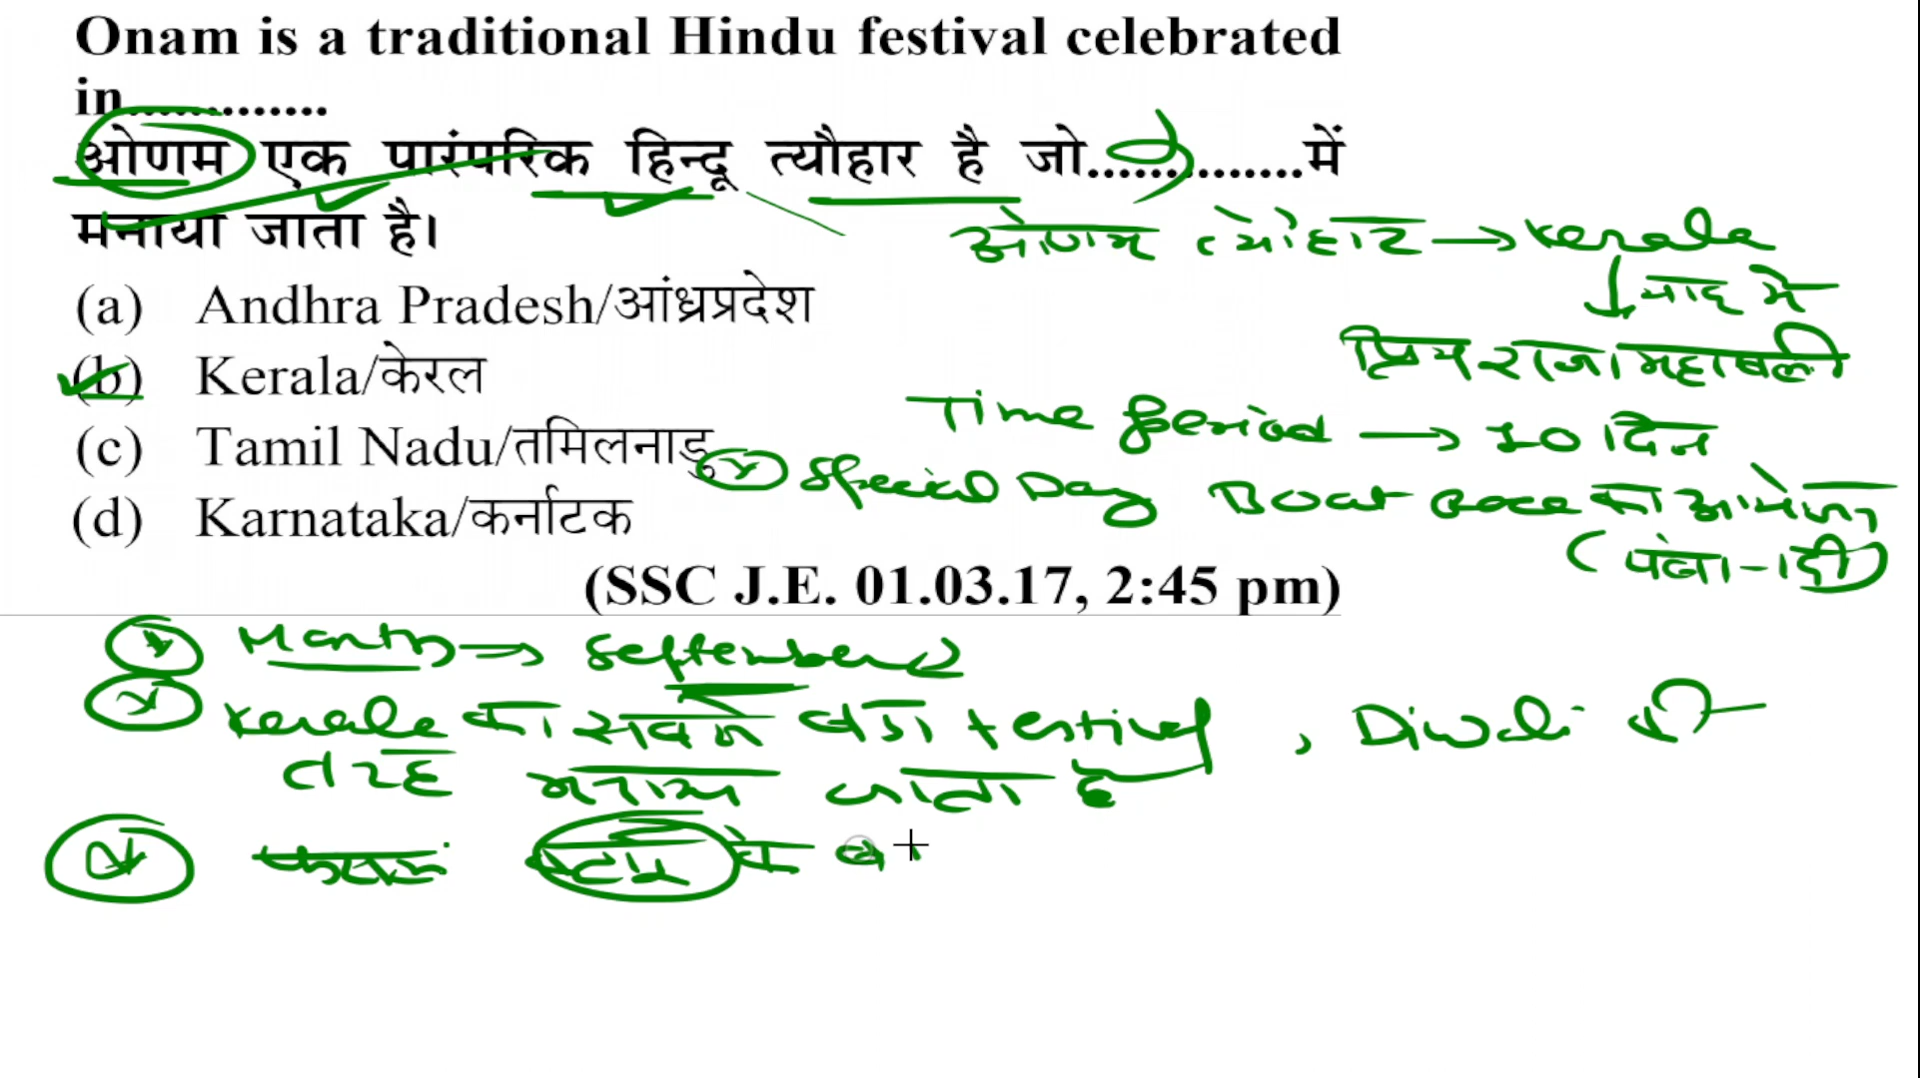 Onam is a traditional Hindu festival celebrated
in.............
ओणम एक पारंपरिक हिन्दू त्यौहार है जो..............में
मनाया जाता है।
ओणम त्योहार → Kerala
↓ याद में
(a) Andhra Pradesh/आंध्रप्रदेश
प्रिय राजा महाबली
(b) Kerala/केरल
Time Period → 10 दिन
(c) Tamil Nadu/तमिलनाडु
Special Day Boat Race का आयोजन
(d) Karnataka/कर्नाटक
(SSC J.E. 01.03.17, 2:45 pm)
Month → September
Kerala का सबसे बड़ा festival , Diwali की
तरह मनाया जाता है
के